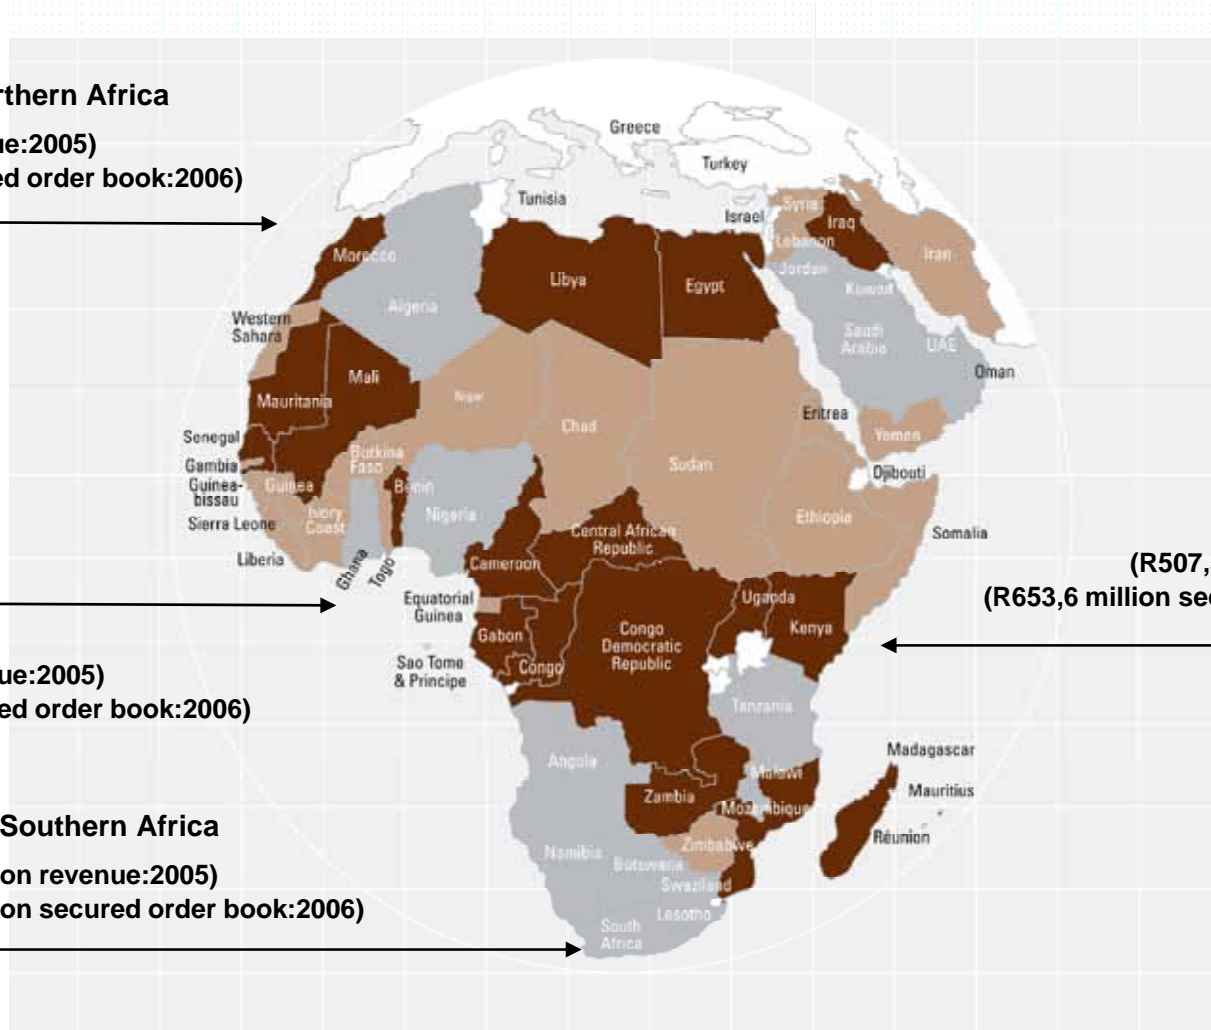 rthern Africa
ue:2005)
ed order book:2006)
Greece
Turkey
Tunisia
Israel
Syria
Iraq
Lebanon
Iran
Morocco
Jordan
Libya
Egypt
Kuwait
Algeria
Western
Sahara
Saudi
Arabia
UAE
Oman
Mali
Mauritania
Niger
Eritrea
Chad
Senegal
Yemen
Burkina
Faso
Gambia
Sudan
Djibouti
Guinea-
bissau
Guinea
Benin
Nigeria
Ivory
Coast
Ethiopia
Sierra Leone
Central African
Republic
Somalia
Liberia
Ghana
Togo
Cameroon
(R507,
(R653,6 million sec
Equatorial
Guinea
Uganda
Kenya
Gabon
Congo
Democratic
Republic
Congo
Sao Tome
& Principe
ue:2005)
ed order book:2006)
Tanzania
Madagascar
Angola
Malawi
Mauritius
Zambia
Mozambique
Southern Africa
Réunion
Zimbabwe
Namibia
Botswana
on revenue:2005)
Swaziland
on secured order book:2006)
Lesotho
South
Africa